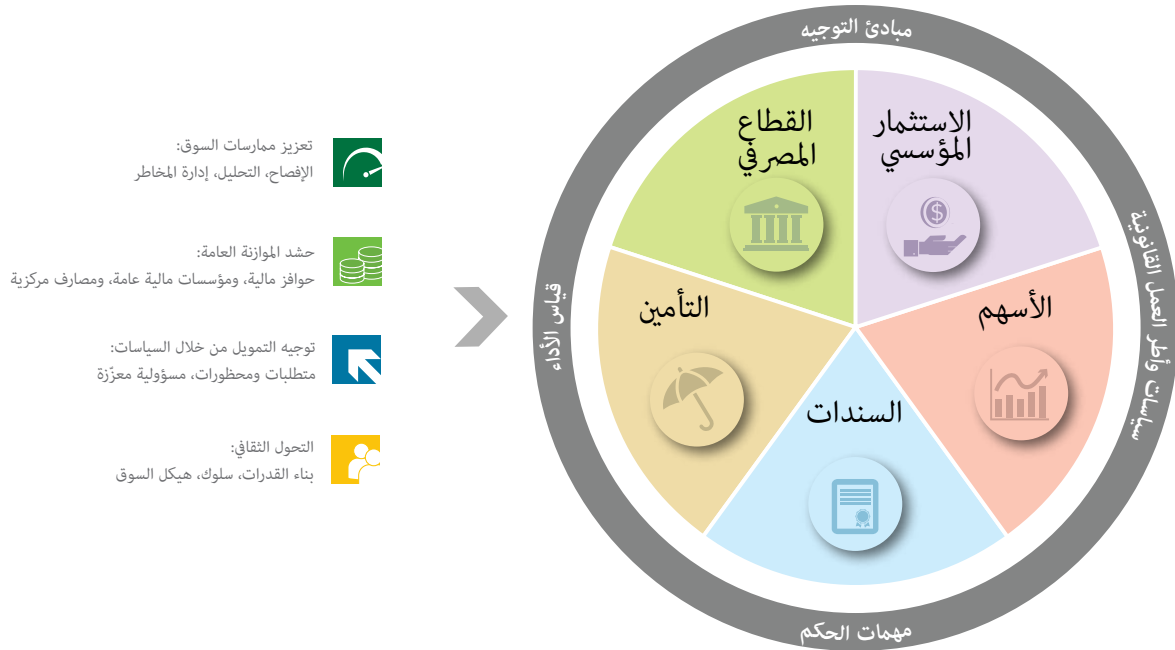 مبادئ التوجيه
الاستثمار
المؤسسي
القطاع
المصرفي
سياسات وأطر العمل القانونية
الأسهم
التأمين
قياس الأداء
السندات
مهمات الحكم
تعزيز ممارسات السوق:
الإفصاح، التحليل، إدارة المخاطر
حشد الموازنة العامة:
حوافز مالية، ومؤسسات مالية عامة، ومصارف مركزية
توجيه التمويل من خلال السياسات:
متطلبات ومحظورات، مسؤولية معزّزة
التحول الثقافي:
بناء القدرات، سلوك، هيكل السوق